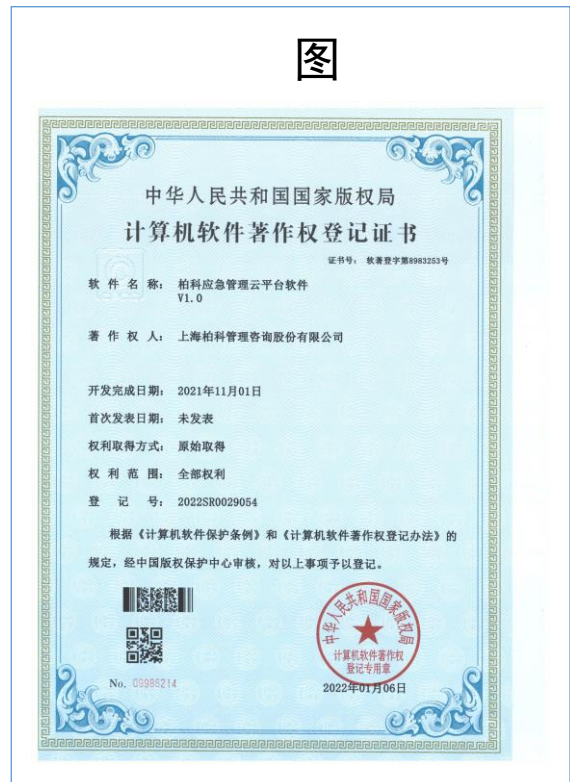 图
中华人民共和国国家版权局
计算机软件著作权登记证书
证书号： 软著登字第8983253号
软件名称： 柏科应急管理云平台软件
V1.0
著作权人： 上海柏科管理咨询股份有限公司
开发完成日期： 2021年11月01日
首次发表日期： 未发表
权利取得方式： 原始取得
权利范围： 全部权利
登记号： 2022SR0029054
根据《计算机软件保护条例》和《计算机软件著作权登记办法》的
规定，经中国版权保护中心审核，对以上事项予以登记。
中华人民共和国国家版权局
计算机软件著作权
登记专用章
No. 09986214
2022年01月06日